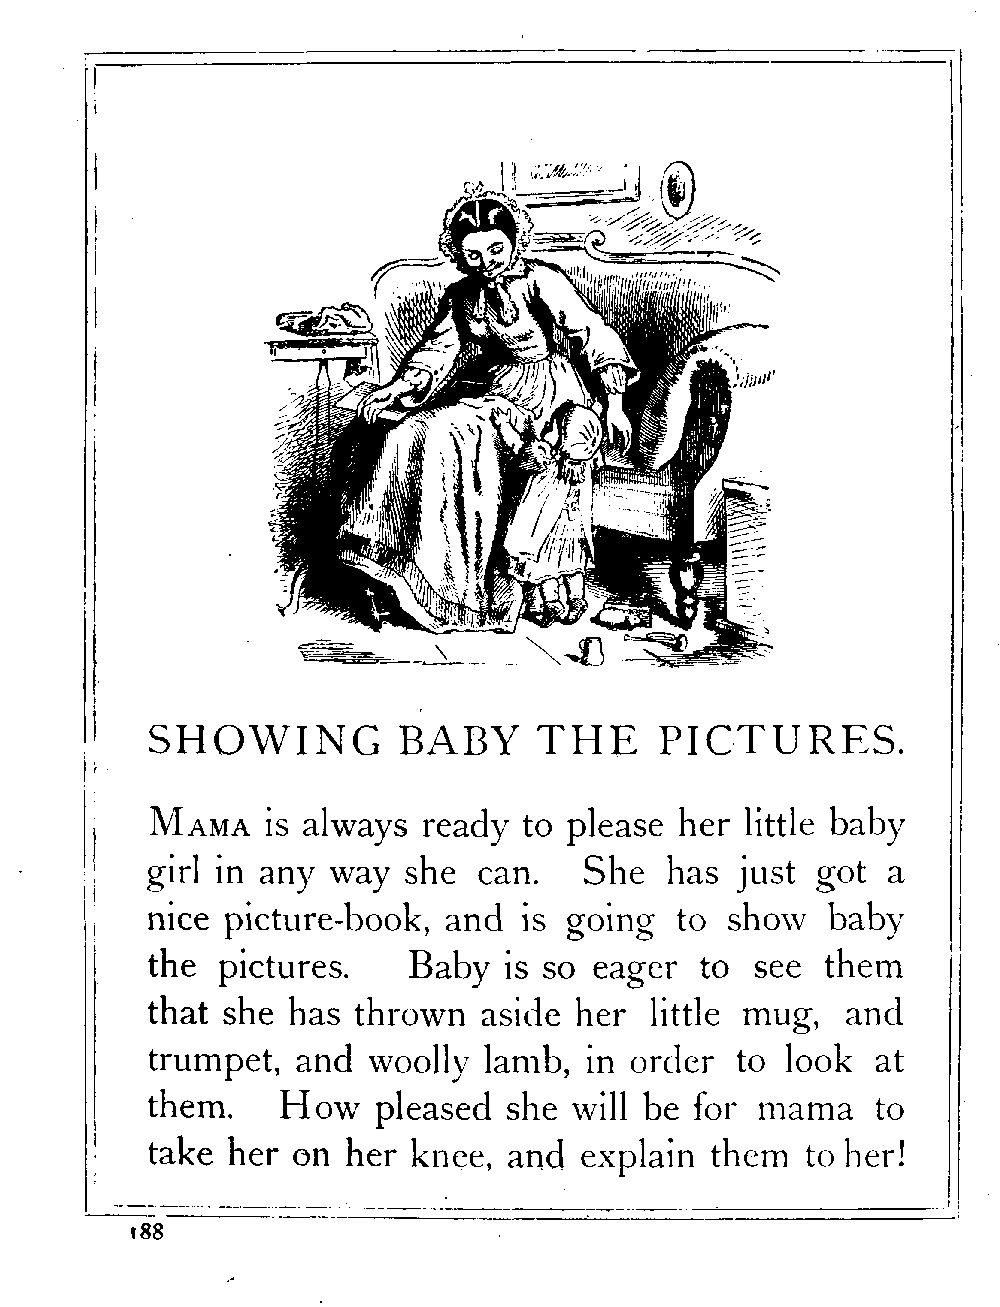 SHOWING BABY THE PICTURES.
MAMA is always ready to please her little baby
girl in any way she can. She has just got a
nice picture-book, and is going to show baby
the pictures. Baby is so eager to see them
that she has thrown aside her little mug, and
trumpet, and woolly lamb, in order to look at
them. How pleased she will be for mama to
take her on her knee, and explain them to her!
188